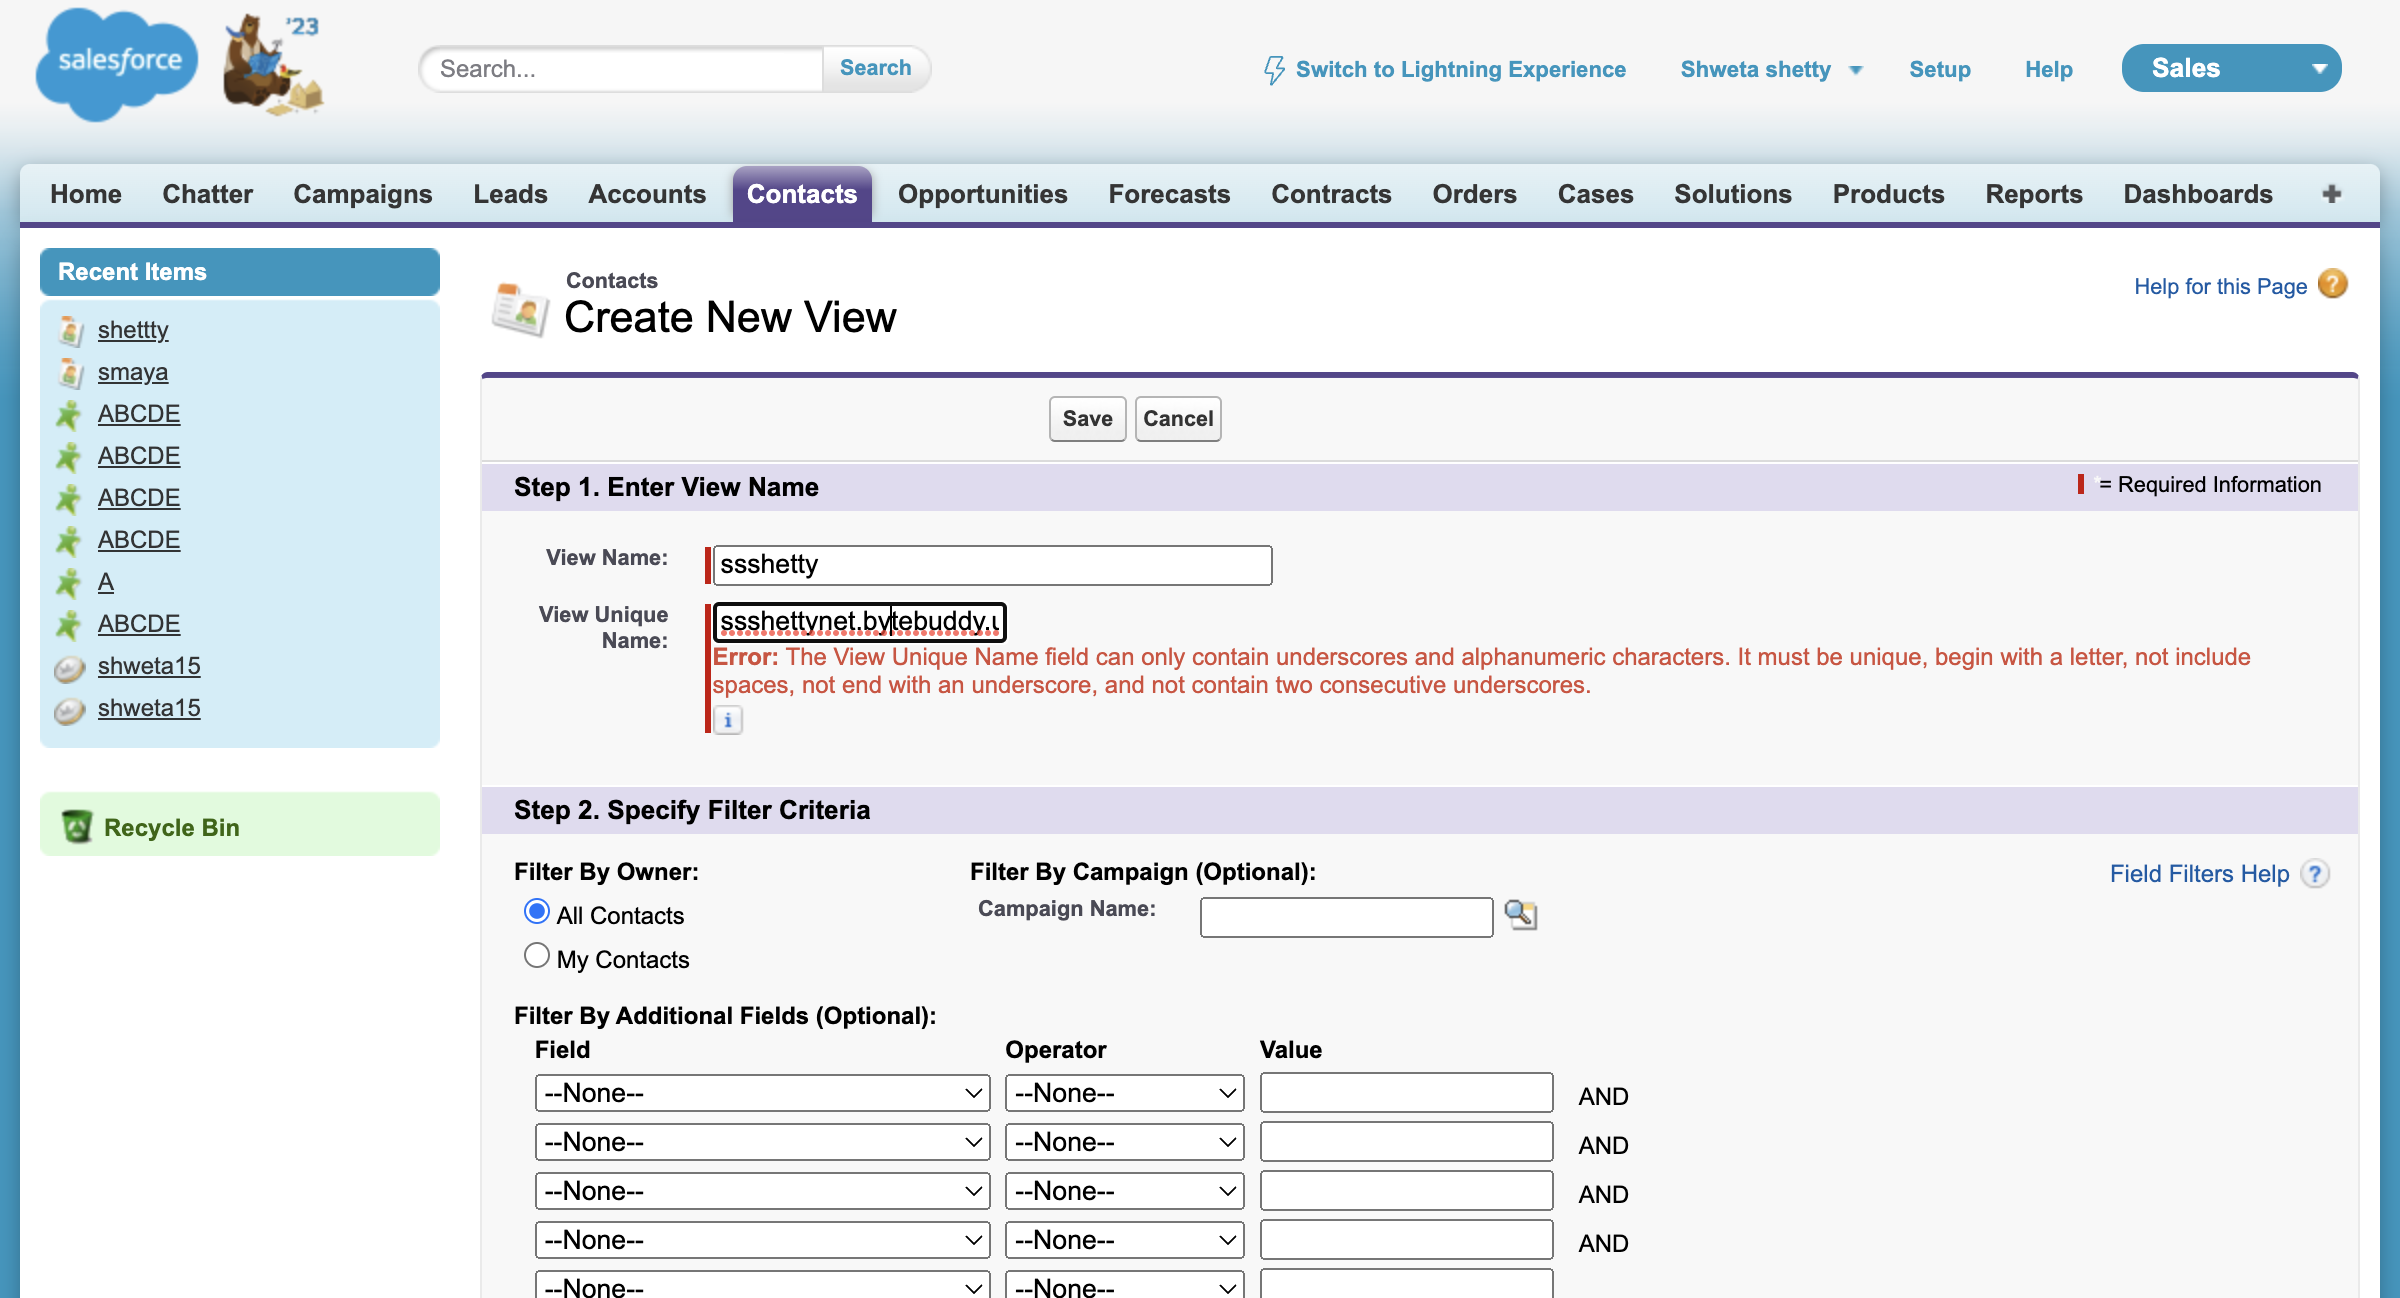 salesforce
'23
Search...
Search
Switch to Lightning Experience
Shweta shetty
Setup
Help
Sales
Home
Chatter
Campaigns
Leads
Accounts
Contacts
Opportunities
Forecasts
Contracts
Orders
Cases
Solutions
Products
Reports
Dashboards
+
Recent Items
shettty
smaya
ABCDE
ABCDE
ABCDE
ABCDE
A
ABCDE
shweta15
shweta15
Recycle Bin
Contacts
Create New View
Help for this Page
?
Save
Cancel
Step 1. Enter View Name
*= Required Information
View Name:
ssshetty
View Unique
Name:
ssshettynet.bytebuddy.u
Error: The View Unique Name field can only contain underscores and alphanumeric characters. It must be unique, begin with a letter, not include
spaces, not end with an underscore, and not contain two consecutive underscores.
i
Step 2. Specify Filter Criteria
Filter By Owner:
All Contacts
My Contacts
Filter By Campaign (Optional):
Campaign Name:
Field Filters Help
?
Filter By Additional Fields (Optional):
Field
Operator
Value
--None--
--None--
AND
--None--
--None--
AND
--None--
--None--
AND
--None--
--None--
AND
--None--
--None--